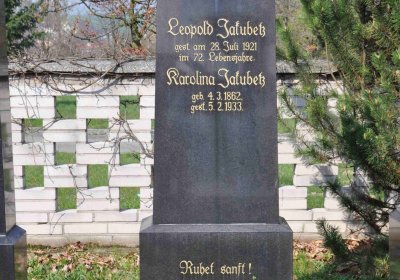 Leopold Jakubetz
gest. am 28. Juli 1921
im 72. Lebensjahre.
Karolina Jakubetz
geb. 4.3.1862.
gest. 5.2.1933.
Ruhet sanft!